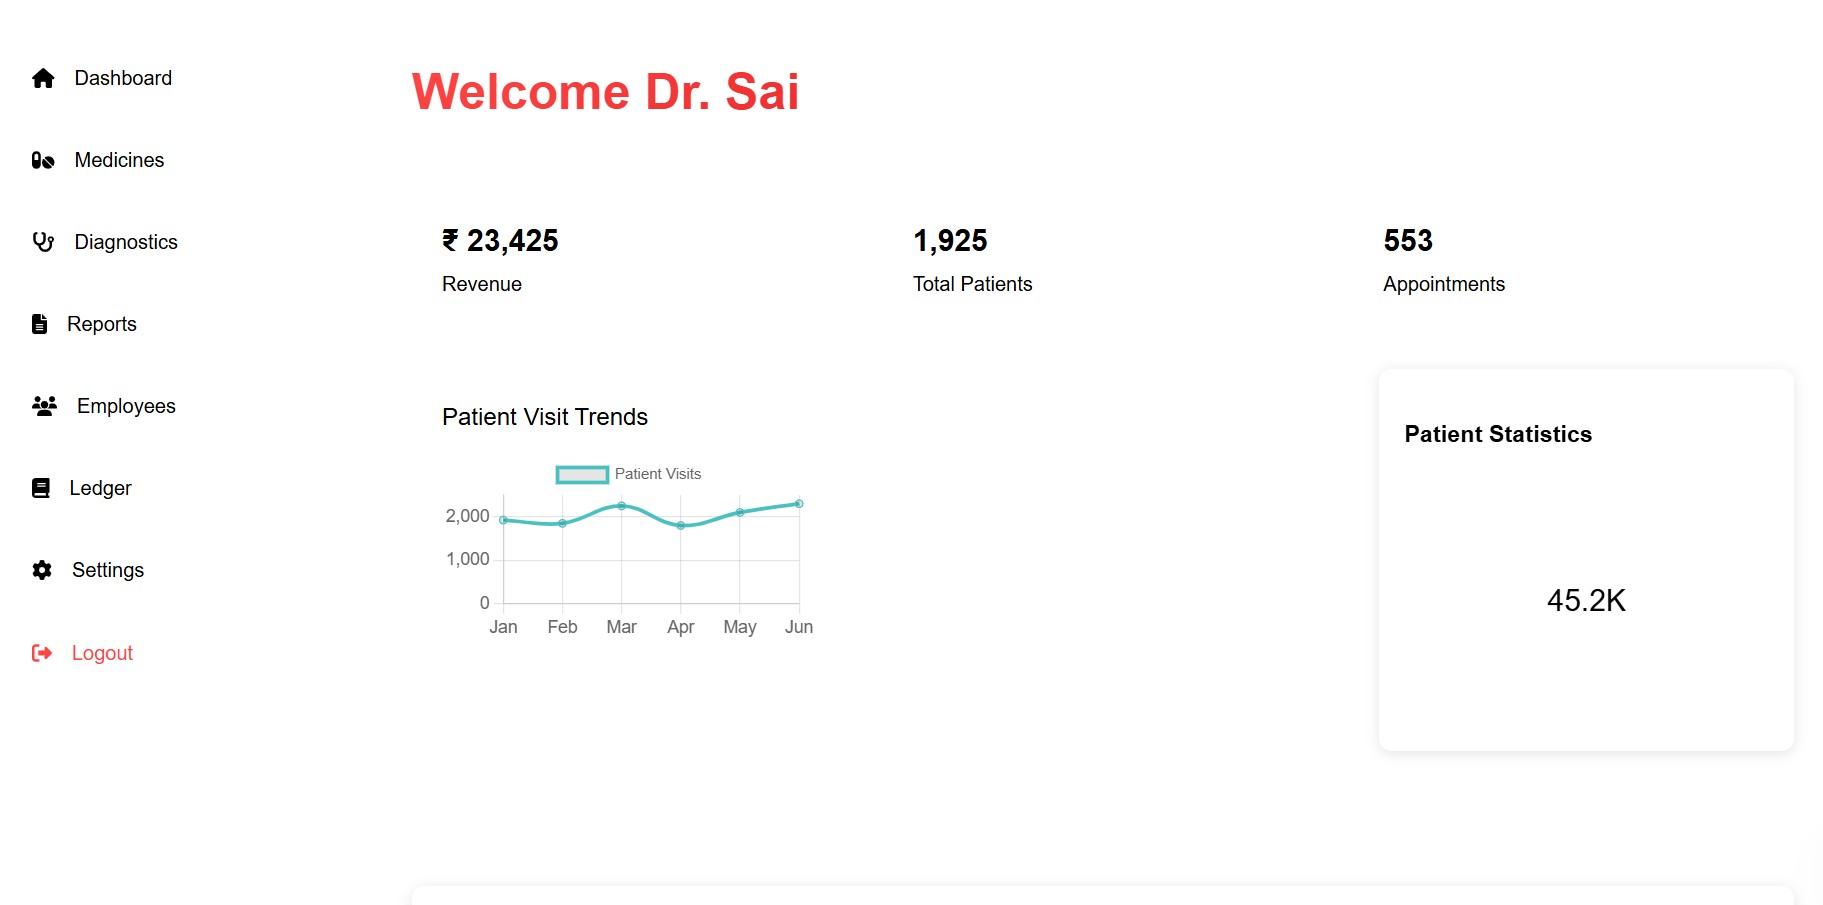 Dashboard
Medicines
Diagnostics
Reports
Employees
Ledger
Settings
Logout
Welcome Dr. Sai
₹ 23,425
Revenue
1,925
Total Patients
553
Appointments
Patient Visit Trends
Patient Visits
2,000
1,000
0
Jan Feb Mar Apr May Jun
Patient Statistics
45.2K